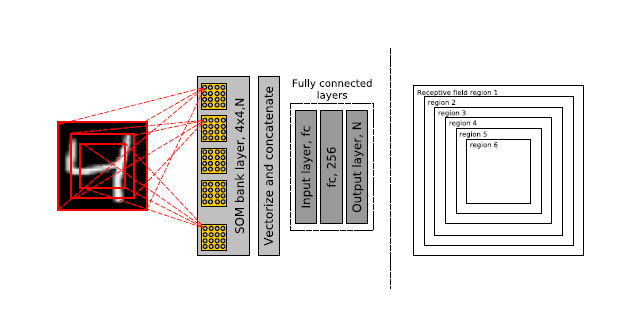 SOM bank layer, 4x4,N
Vectorize and concatenate
Fully connected
layers
Input layer, fc
fc, 256
Output layer, N
Receptive field region 1
region 2
region 3
region 4
region 5
region 6